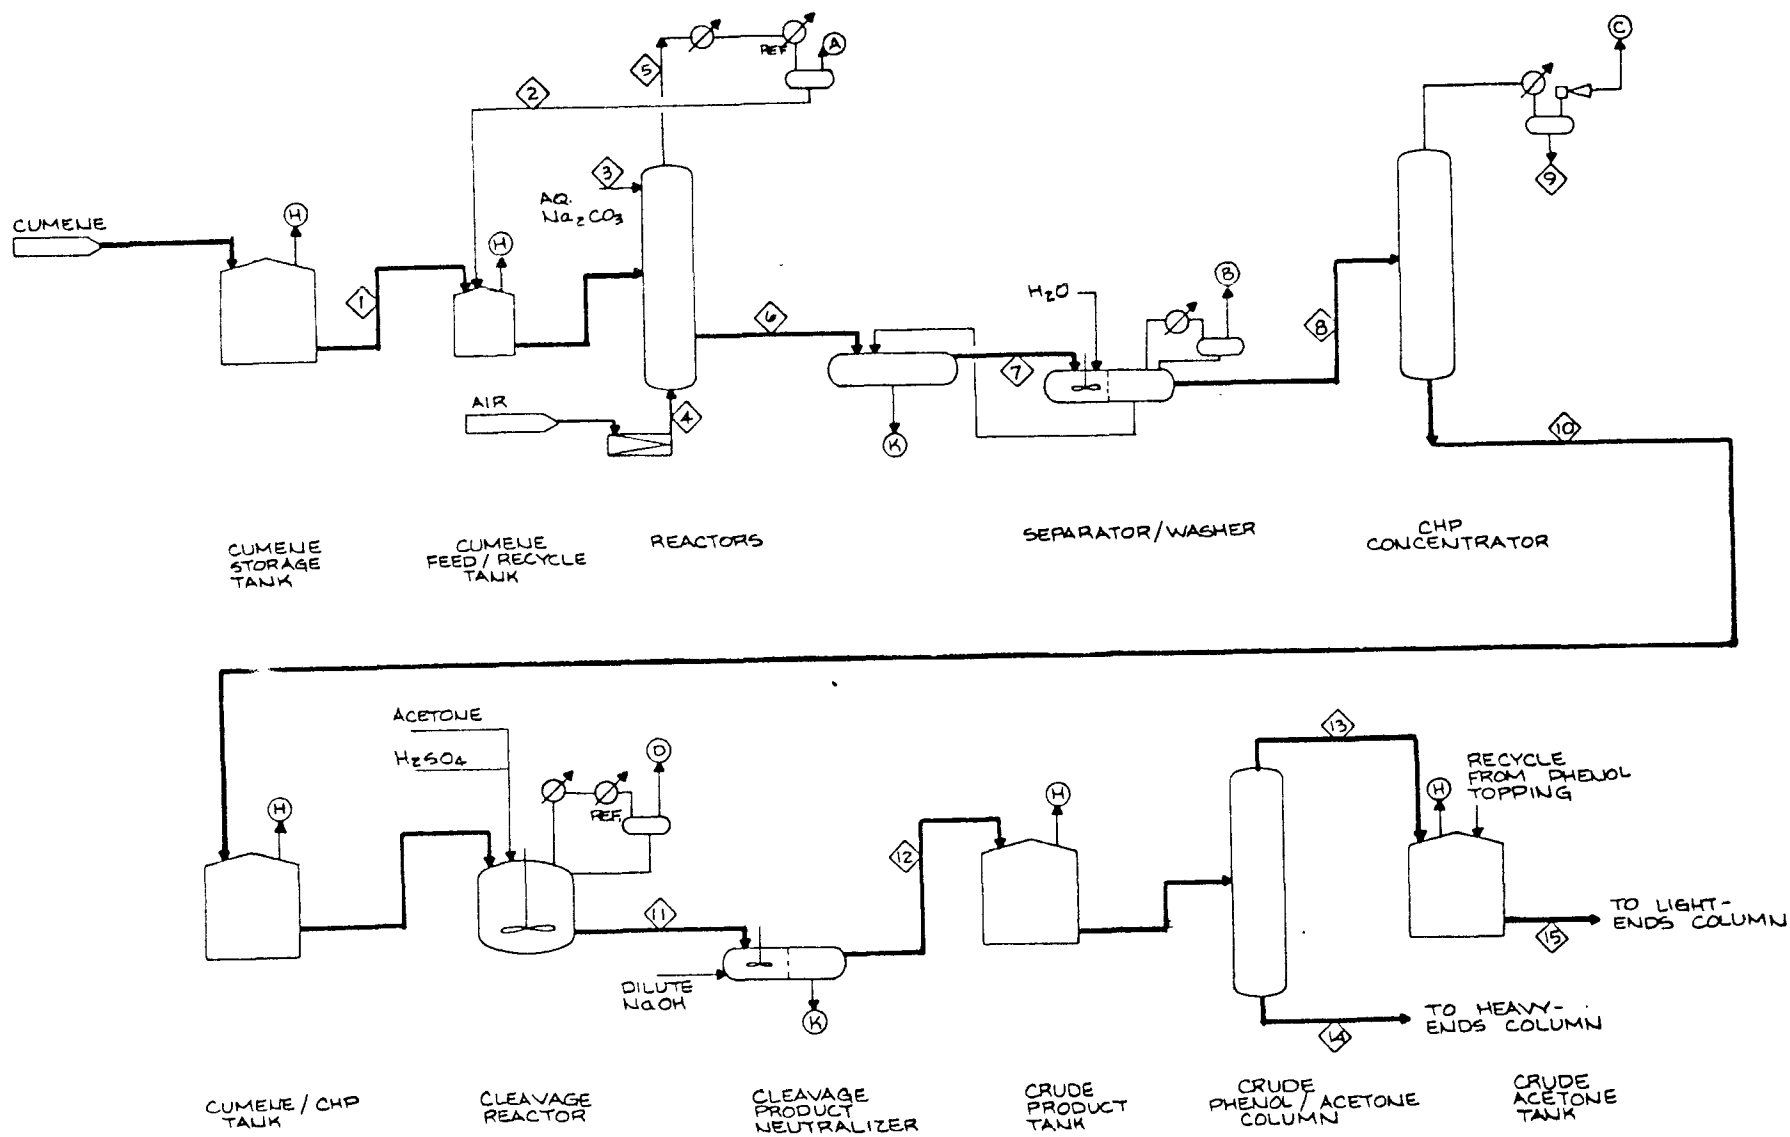 A
REF.
5
2
C
9
3
AQ.
Na₂CO₃
CUMENE
H
H
1
H₂O
B
6
7
8
AIR
4
K
10
CUMENE
STORAGE
TANK
CUMENE
FEED/RECYCLE
TANK
REACTORS
SEPARATOR/WASHER
CHP
CONCENTRATOR
ACETONE
H₂SO₄
D
REF.
H
11
DILUTE
NaOH
K
12
H
13
RECYCLE
FROM PHENOL
TOPPING
H
TO LIGHT-
ENDS COLUMN
15
TO HEAVY-
ENDS COLUMN
14
CUMENE/CHP
TANK
CLEAVAGE
REACTOR
CLEAVAGE
PRODUCT
NEUTRALIZER
CRUDE
PRODUCT
TANK
CRUDE
PHENOL/ACETONE
COLUMN
CRUDE
ACETONE
TANK